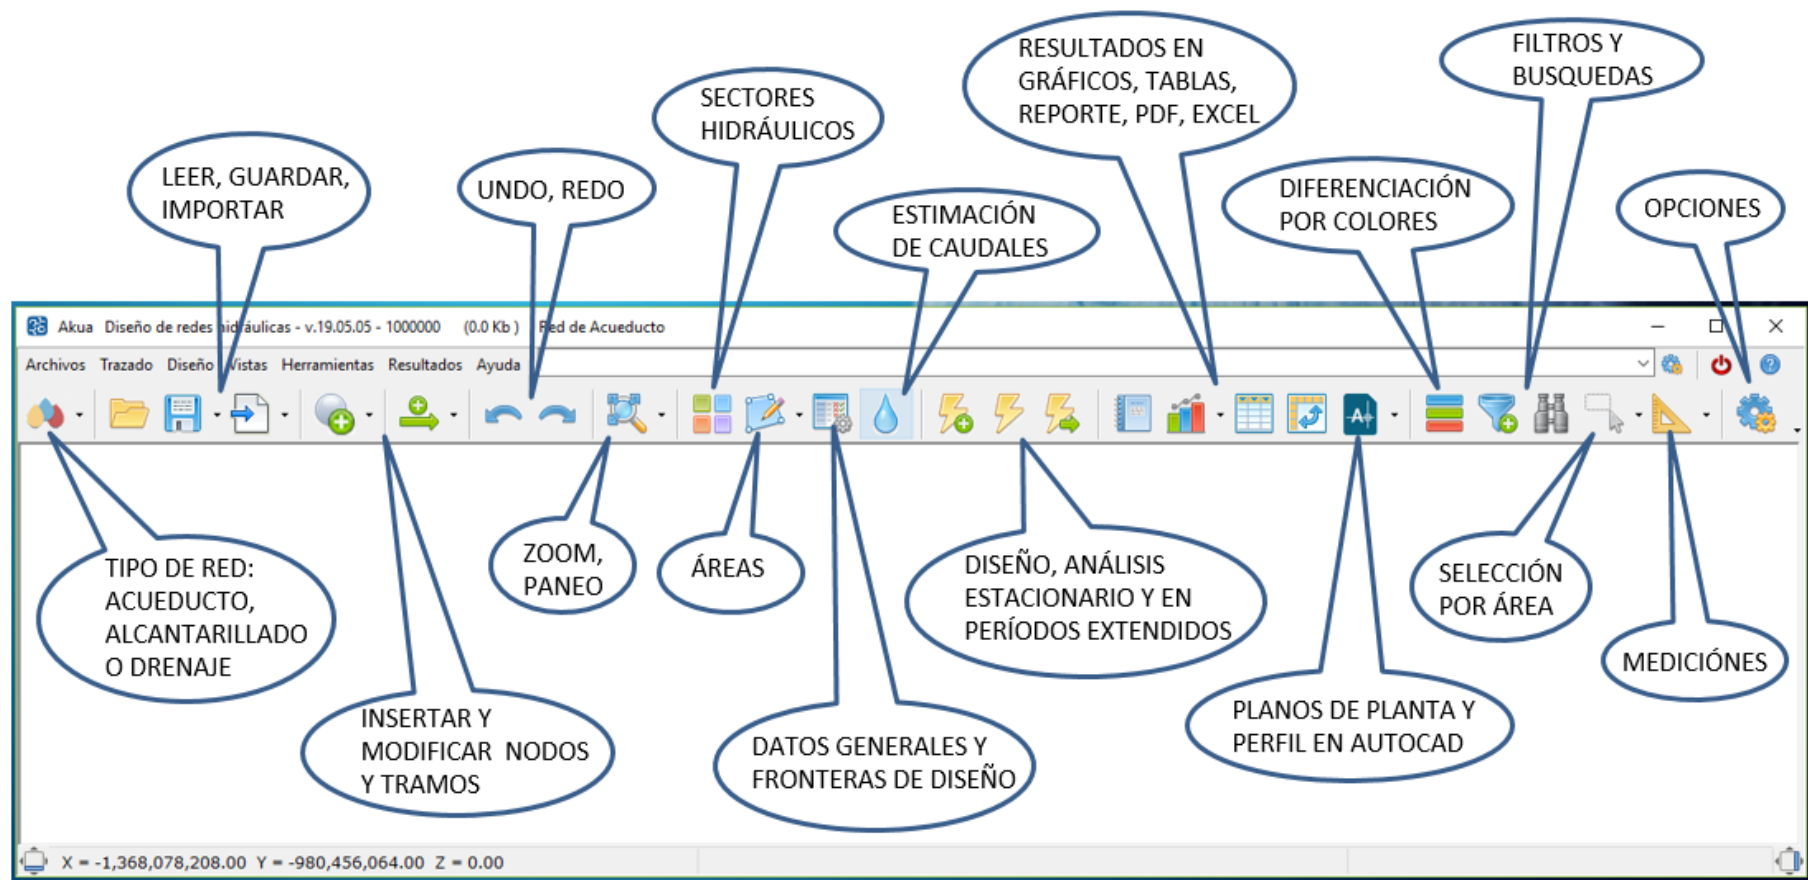 RESULTADOS EN
GRÁFICOS, TABLAS,
REPORTE, PDF, EXCEL
FILTROS Y
BUSQUEDAS
SECTORES
HIDRÁULICOS
LEER, GUARDAR,
IMPORTAR
UNDO, REDO
ESTIMACIÓN
DE CAUDALES
DIFERENCIACIÓN
POR COLORES
OPCIONES
Akua Diseño de redes hidráulicas - v.19.05.05 - 1000000 (0.0 Kb ) Red de Acueducto
Archivos Trazado Diseño Vistas Herramientas Resultados Ayuda
A
TIPO DE RED:
ACUEDUCTO,
ALCANTARILLADO
O DRENAJE
ZOOM,
PANEO
ÁREAS
DISEÑO, ANÁLISIS
ESTACIONARIO Y EN
PERÍODOS EXTENDIDOS
SELECCIÓN
POR ÁREA
MEDICIÓNES
INSERTAR Y
MODIFICAR NODOS
Y TRAMOS
DATOS GENERALES Y
FRONTERAS DE DISEÑO
PLANOS DE PLANTA Y
PERFIL EN AUTOCAD
X = -1,368,078,208.00 Y = -980,456,064.00 Z = 0.00